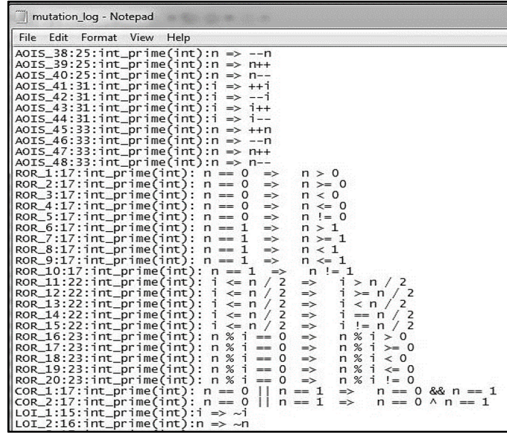 mutation_log - Notepad
File Edit Format View Help
AOIS_38:25:int_prime(int):n => --n
AOIS_39:25:int_prime(int):n => n++
AOIS_40:25:int_prime(int):n => n--
AOIS_41:31:int_prime(int):i => ++i
AOIS_42:31:int_prime(int):i => --i
AOIS_43:31:int_prime(int):i => i++
AOIS_44:31:int_prime(int):i => i--
AOIS_45:33:int_prime(int):n => ++n
AOIS_46:33:int_prime(int):n => --n
AOIS_47:33:int_prime(int):n => n++
AOIS_48:33:int_prime(int):n => n--
ROR_1:17:int_prime(int): n == 0 => n > 0
ROR_2:17:int_prime(int): n == 0 => n >= 0
ROR_3:17:int_prime(int): n == 0 => n < 0
ROR_4:17:int_prime(int): n == 0 => n <= 0
ROR_5:17:int_prime(int): n == 0 => n != 0
ROR_6:17:int_prime(int): n == 1 => n > 1
ROR_7:17:int_prime(int): n == 1 => n >= 1
ROR_8:17:int_prime(int): n == 1 => n < 1
ROR_9:17:int_prime(int): n == 1 => n <= 1
ROR_10:17:int_prime(int): n == 1 => n != 1
ROR_11:22:int_prime(int): i <= n / 2 => i > n / 2
ROR_12:22:int_prime(int): i <= n / 2 => i >= n / 2
ROR_13:22:int_prime(int): i <= n / 2 => i < n / 2
ROR_14:22:int_prime(int): i <= n / 2 => i == n / 2
ROR_15:22:int_prime(int): i <= n / 2 => i != n / 2
ROR_16:23:int_prime(int): n % i == 0 => n % i > 0
ROR_17:23:int_prime(int): n % i == 0 => n % i >= 0
ROR_18:23:int_prime(int): n % i == 0 => n % i < 0
ROR_19:23:int_prime(int): n % i == 0 => n % i <= 0
ROR_20:23:int_prime(int): n % i == 0 => n % i != 0
COR_1:17:int_prime(int): n == 0 || n == 1 => n == 0 && n == 1
COR_2:17:int_prime(int): n == 0 || n == 1 => n == 0 ^ n == 1
LOI_1:15:int_prime(int):i => ~i
LOI_2:16:int_prime(int):n => ~n